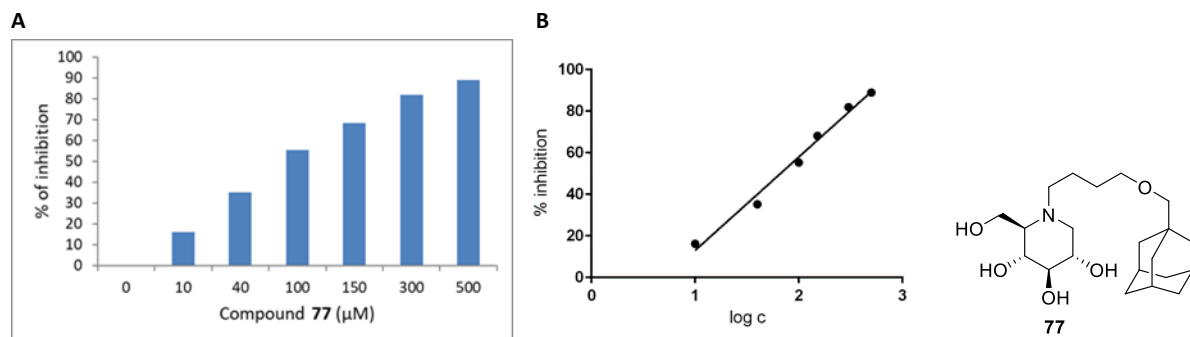 A
100
90
80
70
60
50
40
30
20
10
0
% of inhibition
0 10 40 100 150 300 500
Compound 77 (µM)
B
100
80
60
40
20
0
% inhibition
0 1 2 3
log c
O
N
HO
HO
OH
OH
77